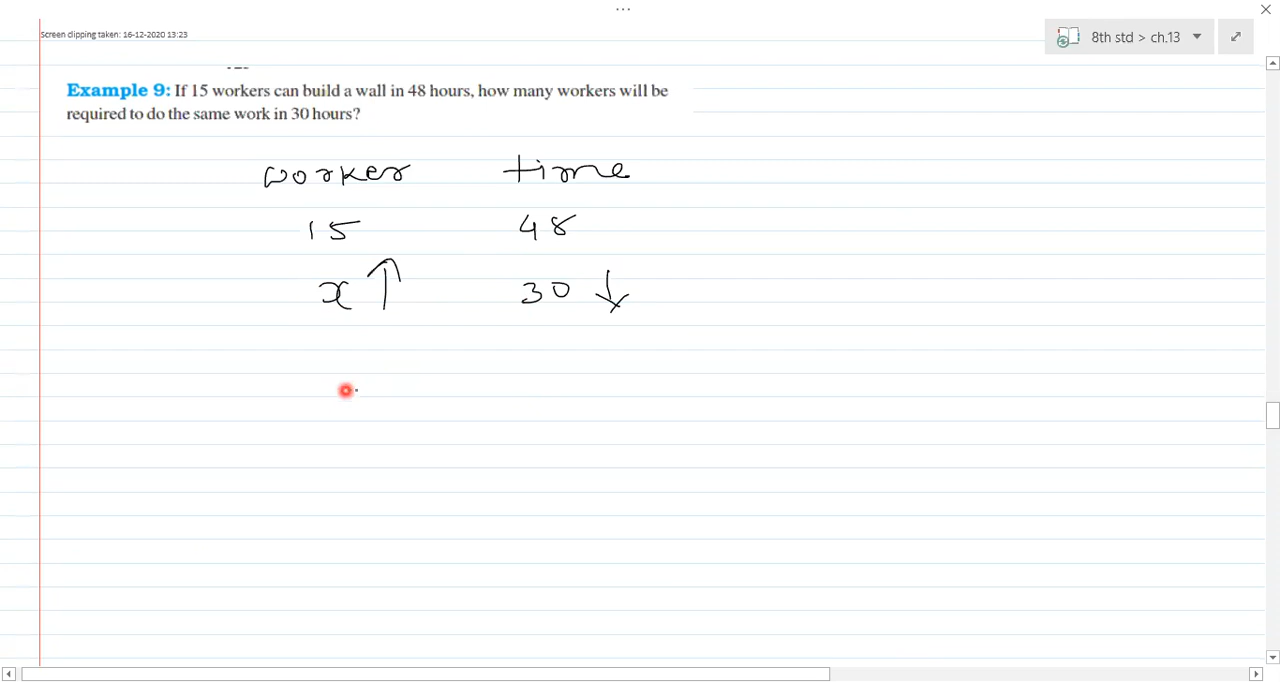 Screen clipping taken: 16-12-2020 13:23
8th std > ch.13
Example 9: If 15 workers can build a wall in 48 hours, how many workers will be
required to do the same work in 30 hours?
worker time
15 48
x ↑ 30 ↓